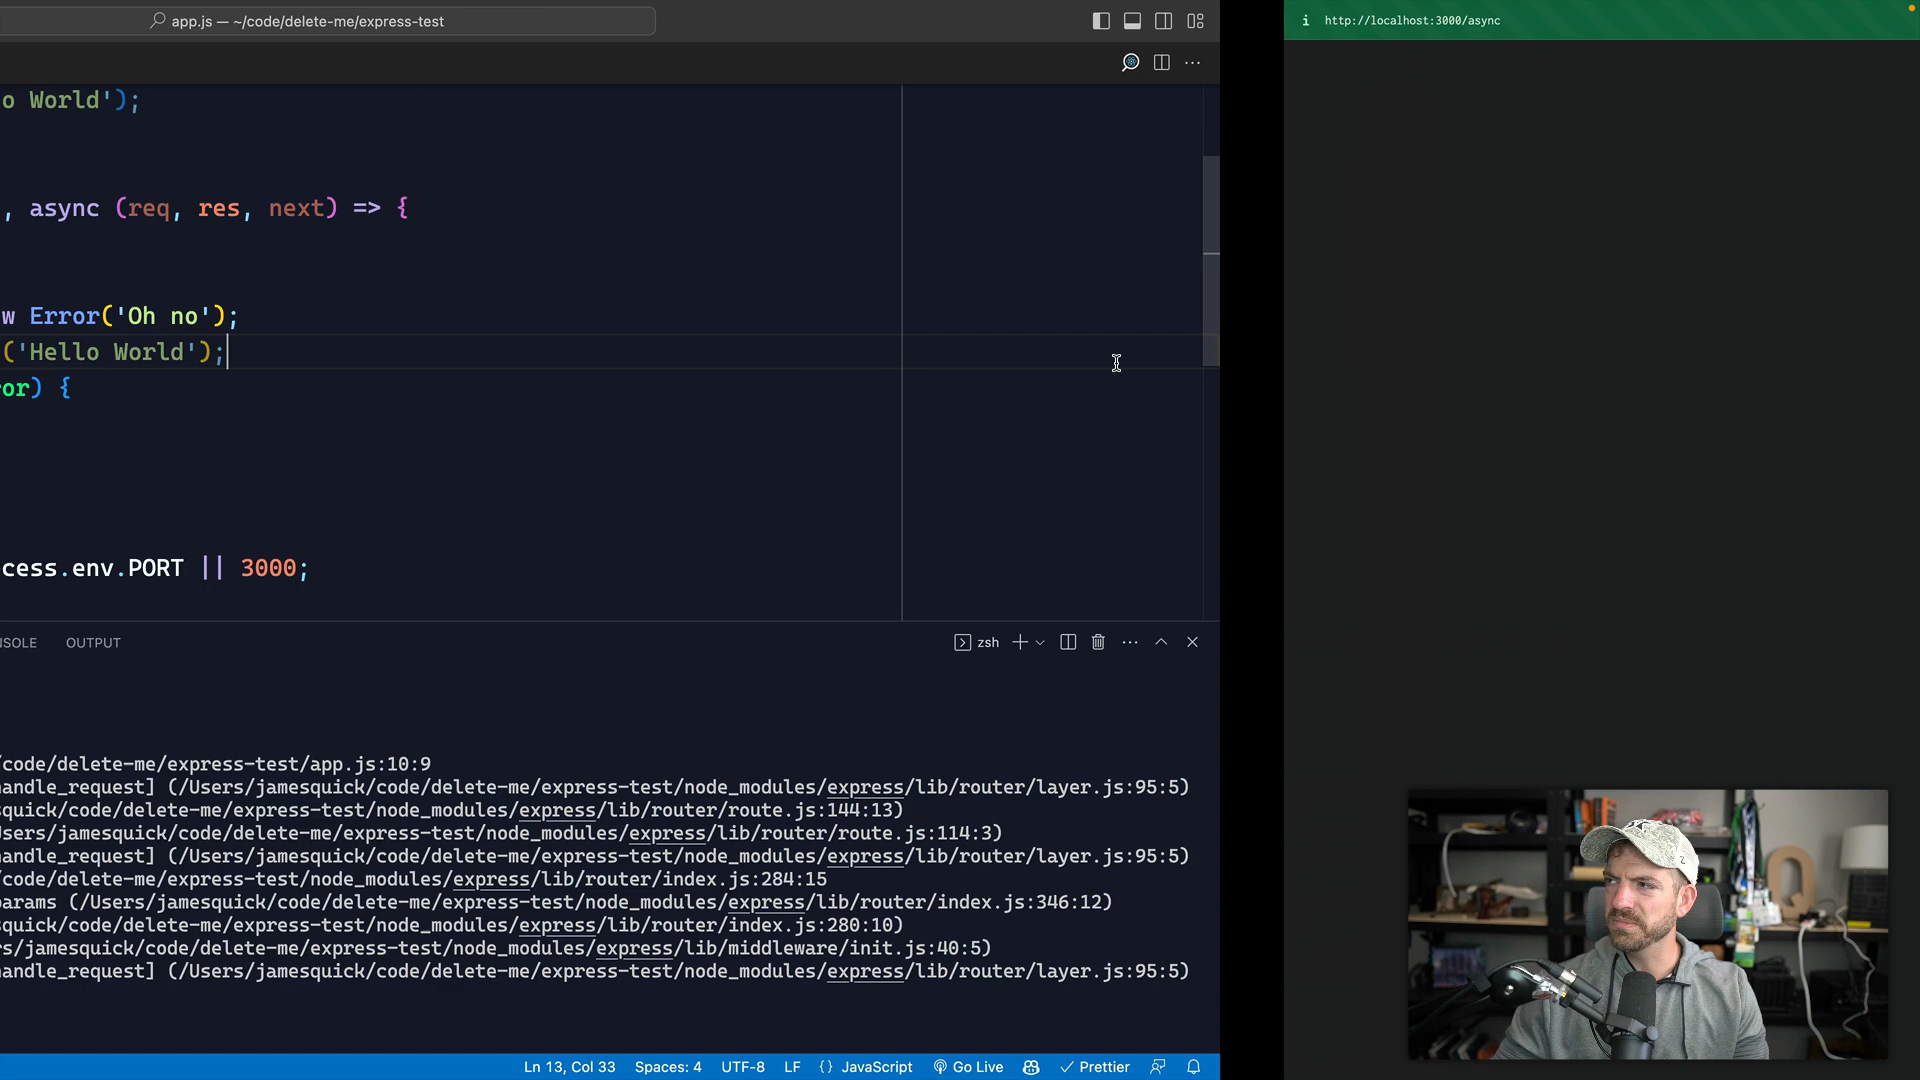 app.js — ~/code/delete-me/express-test
i http://localhost:3000/async
o World');
, async (req, res, next) => {
w Error('Oh no');
('Hello World');
or) {
cess.env.PORT || 3000;
NSOLE OUTPUT
zsh
/code/delete-me/express-test/app.js:10:9
handle_request] (/Users/jamesquick/code/delete-me/express-test/node_modules/express/lib/router/layer.js:95:5)
squick/code/delete-me/express-test/node_modules/express/lib/router/route.js:144:13)
sers/jamesquick/code/delete-me/express-test/node_modules/express/lib/router/route.js:114:3)
handle_request] (/Users/jamesquick/code/delete-me/express-test/node_modules/express/lib/router/layer.js:95:5)
/code/delete-me/express-test/node_modules/express/lib/router/index.js:284:15
params (/Users/jamesquick/code/delete-me/express-test/node_modules/express/lib/router/index.js:346:12)
squick/code/delete-me/express-test/node_modules/express/lib/router/index.js:280:10)
rs/jamesquick/code/delete-me/express-test/node_modules/express/lib/middleware/init.js:40:5)
handle_request] (/Users/jamesquick/code/delete-me/express-test/node_modules/express/lib/router/layer.js:95:5)
Q
Ln 13, Col 33 Spaces: 4 UTF-8 LF {} JavaScript Go Live Prettier